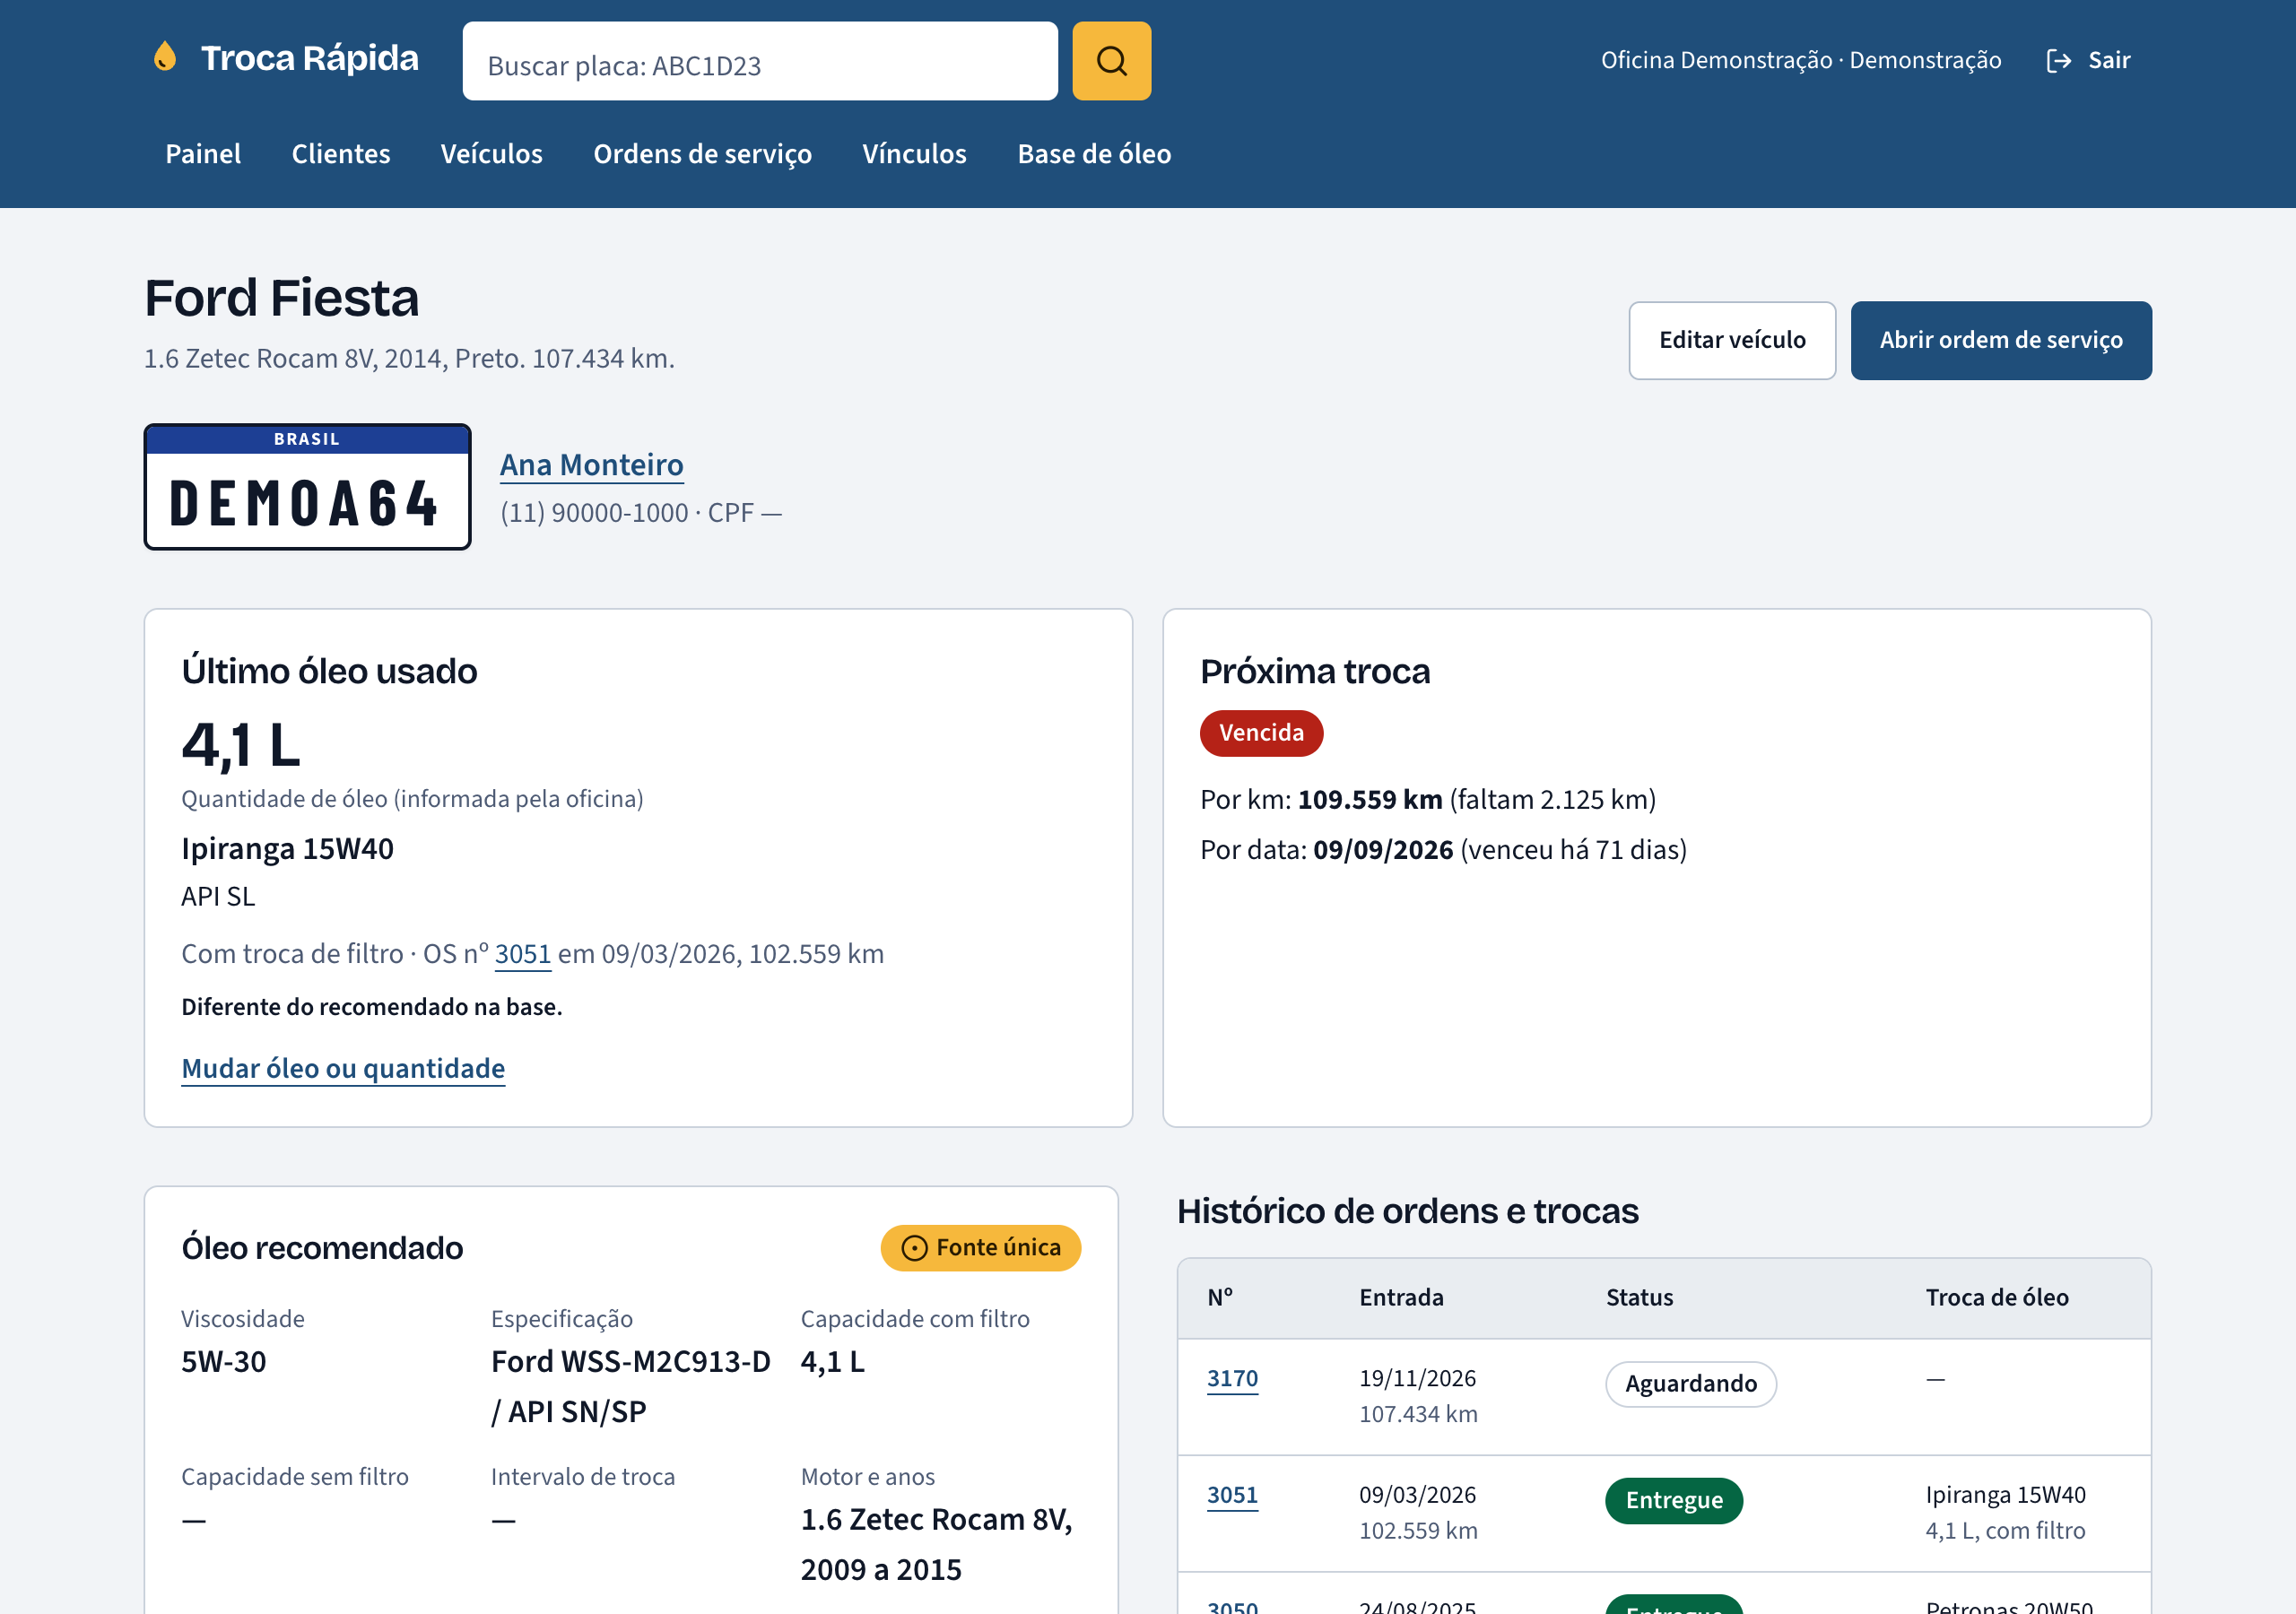 Troca Rápida
Buscar placa: ABC1D23
Oficina Demonstração · Demonstração
Sair
Painel
Clientes
Veículos
Ordens de serviço
Vínculos
Base de óleo
Ford Fiesta
1.6 Zetec Rocam 8V, 2014, Preto. 107.434 km.
Editar veículo
Abrir ordem de serviço
BRASIL
DEMOA64
Ana Monteiro
(11) 90000-1000 · CPF —
Último óleo usado
4,1 L
Quantidade de óleo (informada pela oficina)
Ipiranga 15W40
API SL
Com troca de filtro · OS nº 3051 em 09/03/2026, 102.559 km
Diferente do recomendado na base.
Mudar óleo ou quantidade
Próxima troca
Vencida
Por km: 109.559 km (faltam 2.125 km)
Por data: 09/09/2026 (venceu há 71 dias)
Óleo recomendado
Fonte única
Viscosidade
5W-30
Especificação
Ford WSS-M2C913-D
/ API SN/SP
Capacidade com filtro
4,1 L
Capacidade sem filtro
—
Intervalo de troca
—
Motor e anos
1.6 Zetec Rocam 8V,
2009 a 2015
Histórico de ordens e trocas
Nº Entrada Status Troca de óleo
3170 19/11/2026 Aguardando —
107.434 km
3051 09/03/2026 Entregue Ipiranga 15W40
102.559 km 4,1 L, com filtro
3050 24/08/2025 Entregue Petronas 20W50